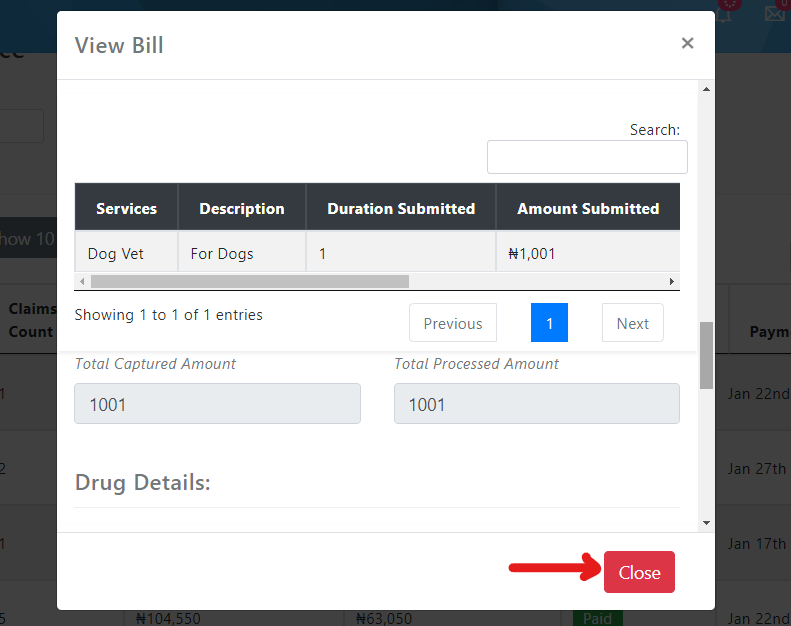 View Bill
×
Search:
Services Description Duration Submitted Amount Submitted
Dog Vet For Dogs 1 ₦1,001
Showing 1 to 1 of 1 entries
Previous 1 Next
Total Captured Amount Total Processed Amount
1001 1001
Drug Details:
Close
how 10
Claims
Count
Paym
1 Jan 22nd
2 Jan 27th
1 Jan 17th
5 ₦104,550 ₦63,050 Paid Jan 22nd